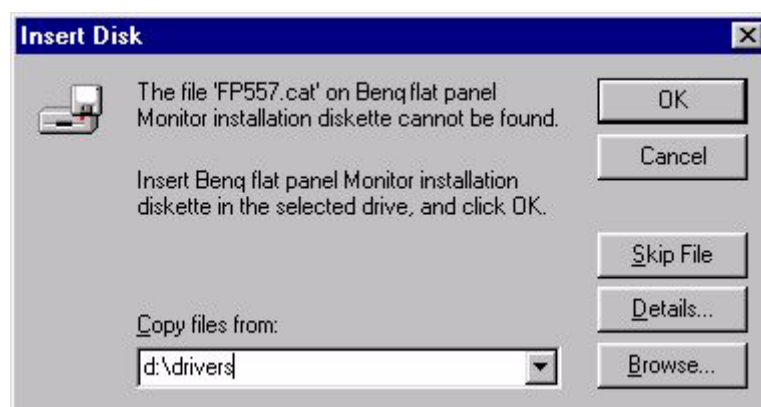 Insert Disk
The file 'FP557.cat' on Benq flat panel
Monitor installation diskette cannot be found.
Insert Benq flat panel Monitor installation
diskette in the selected drive, and click OK.
Copy files from:
d:\drivers
OK
Cancel
Skip File
Details...
Browse...